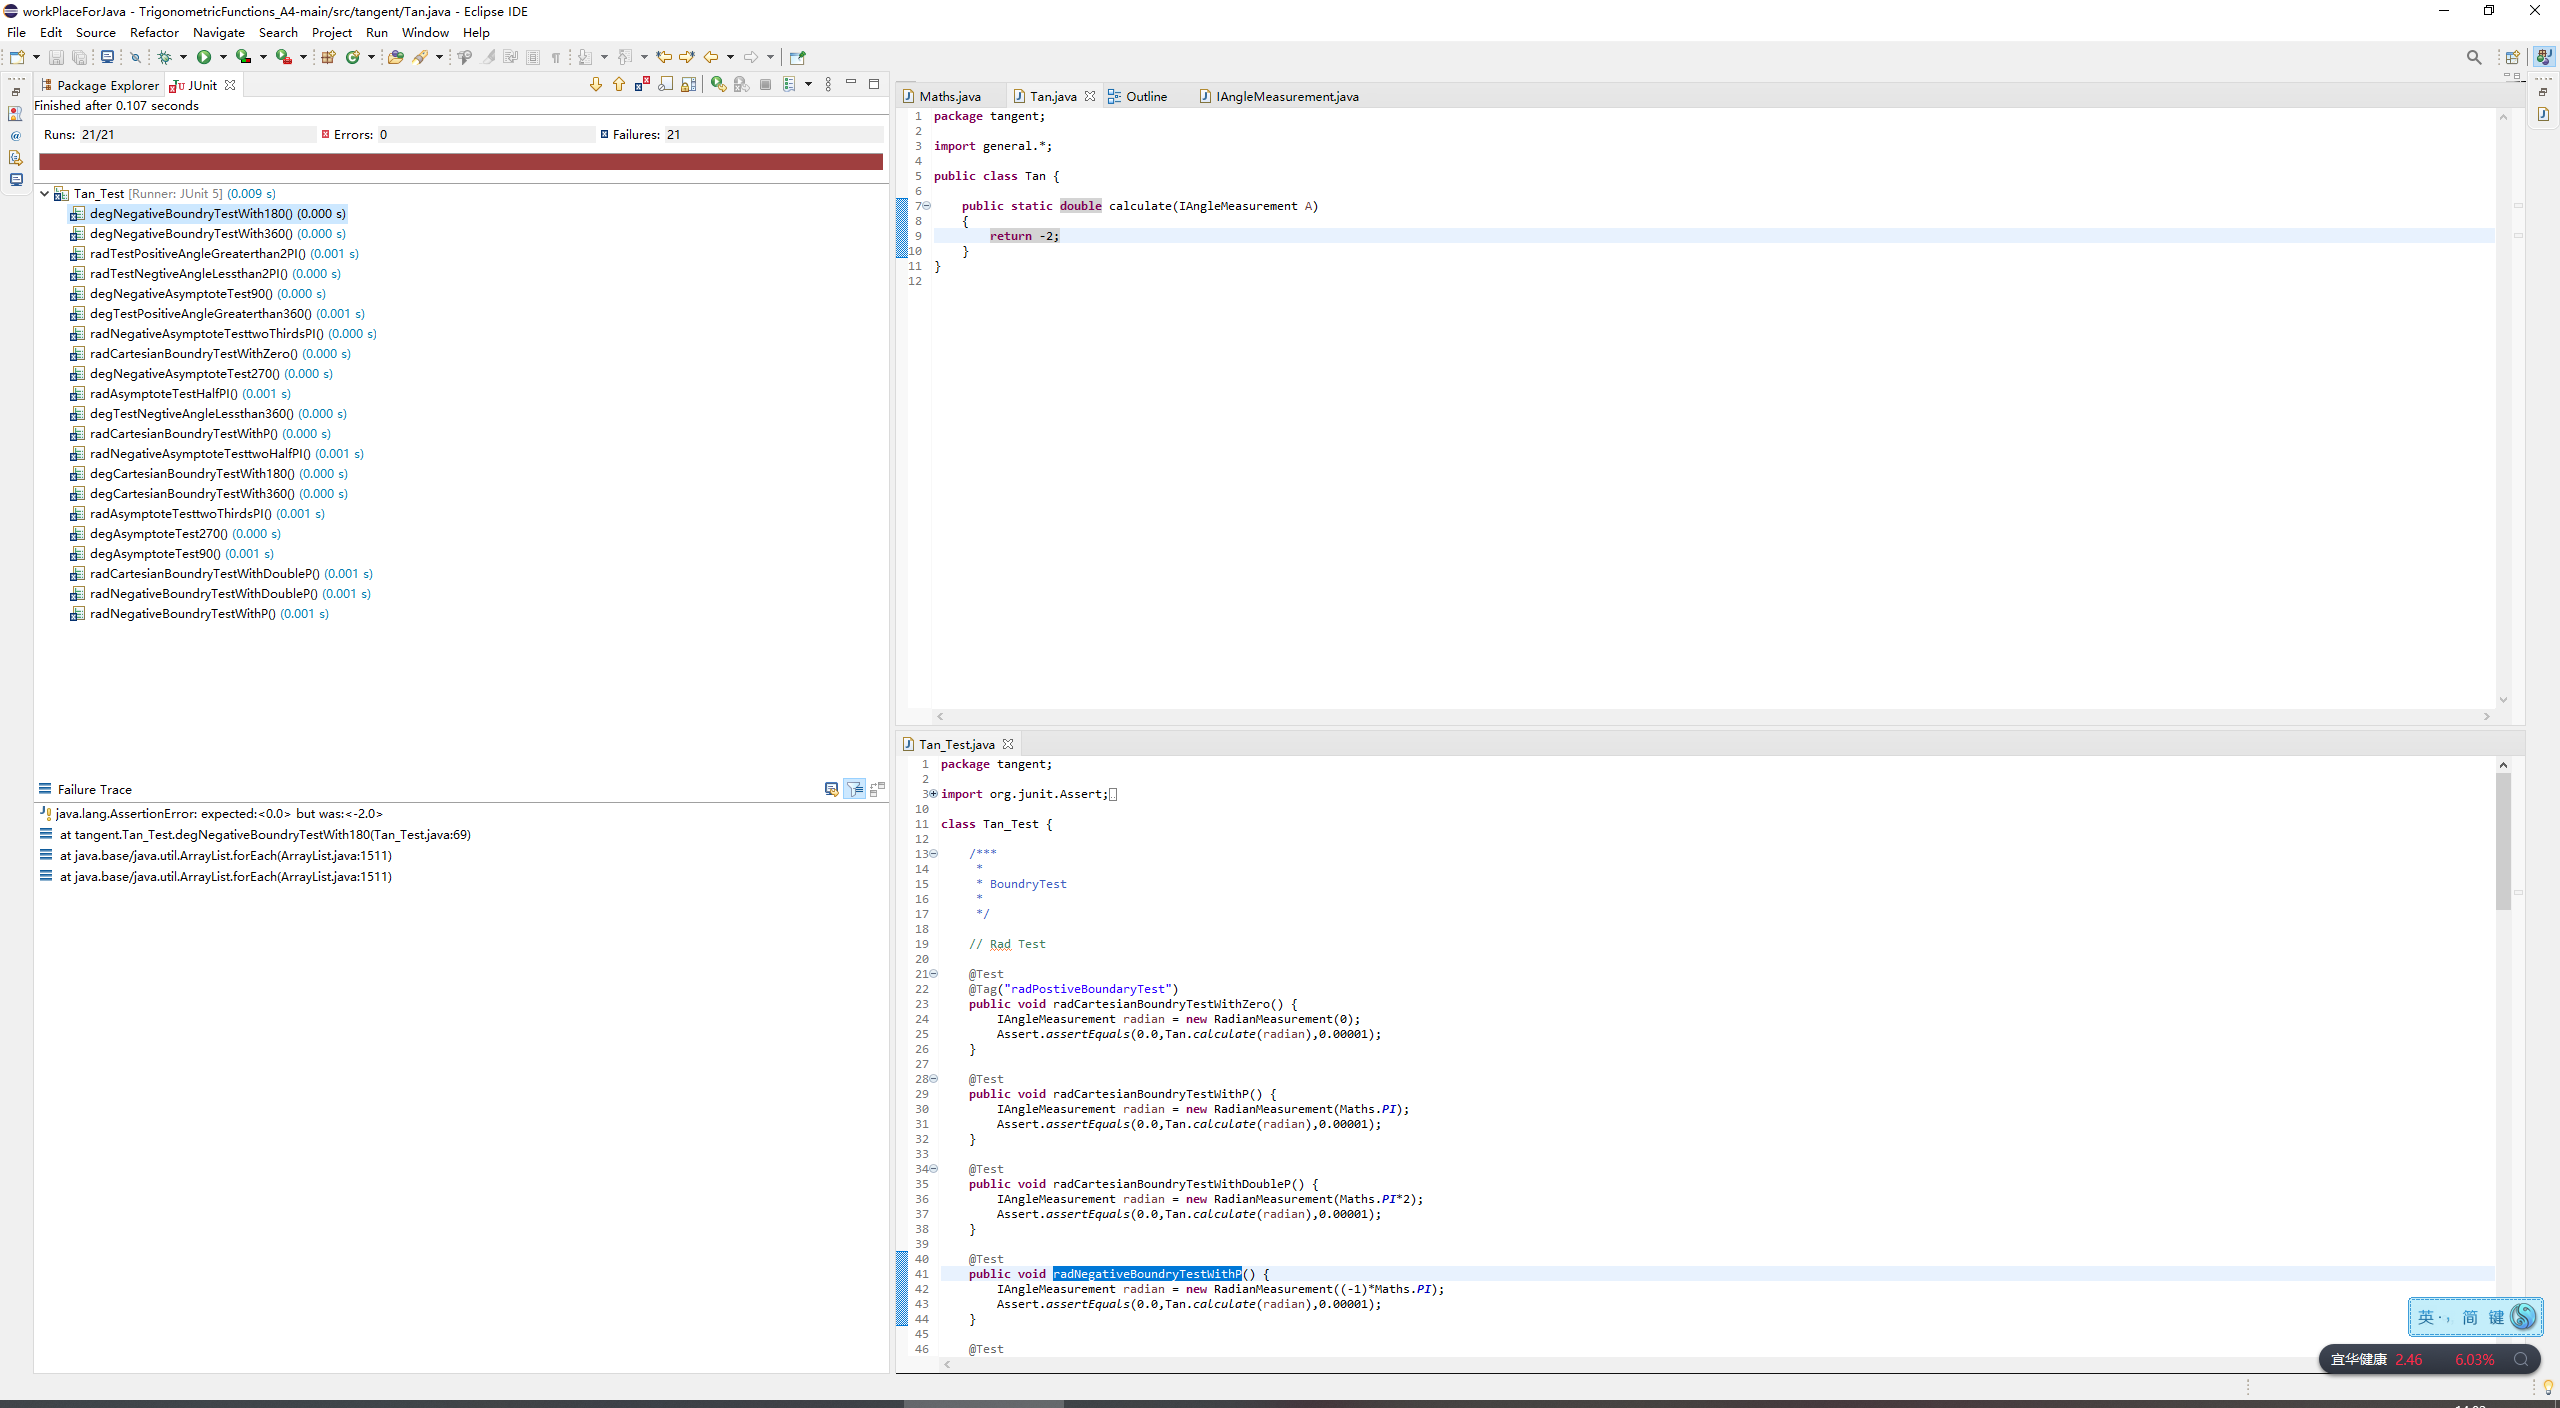 workPlaceForJava - TrigonometricFunctions_A4-main/src/tangent/Tan.java - Eclipse IDE
File Edit Source Refactor Navigate Search Project Run Window Help
Package Explorer JUnit
Finished after 0.107 seconds
Runs: 21/21 Errors: 0 Failures: 21
Tan_Test [Runner: JUnit 5] (0.009 s)
degNegativeBoundryTestWith180() (0.000 s)
degNegativeBoundryTestWith360() (0.000 s)
radTestPositiveAngleGreaterthan2PI() (0.001 s)
radTestNegtiveAngleLessthan2PI() (0.000 s)
degNegativeAsymptoteTest90() (0.000 s)
degTestPositiveAngleGreaterthan360() (0.001 s)
radNegativeAsymptoteTesttwoThirdsPI() (0.000 s)
radCartesianBoundryTestWithZero() (0.000 s)
degNegativeAsymptoteTest270() (0.000 s)
radAsymptoteTestHalfPI() (0.001 s)
degTestNegtiveAngleLessthan360() (0.000 s)
radCartesianBoundryTestWithP() (0.000 s)
radNegativeAsymptoteTesttwoHalfPI() (0.001 s)
degCartesianBoundryTestWith180() (0.000 s)
degCartesianBoundryTestWith360() (0.000 s)
radAsymptoteTesttwoThirdsPI() (0.001 s)
degAsymptoteTest270() (0.000 s)
degAsymptoteTest90() (0.001 s)
radCartesianBoundryTestWithDoubleP() (0.001 s)
radNegativeBoundryTestWithDoubleP() (0.001 s)
radNegativeBoundryTestWithP() (0.001 s)
Failure Trace
java.lang.AssertionError: expected:<0.0> but was:<-2.0>
at tangent.Tan_Test.degNegativeBoundryTestWith180(Tan_Test.java:69)
at java.base/java.util.ArrayList.forEach(ArrayList.java:1511)
at java.base/java.util.ArrayList.forEach(ArrayList.java:1511)
Maths.java Tan.java Outline IAngleMeasurement.java
1 package tangent;
2
3 import general.*;
4
5 public class Tan {
6
7 public static double calculate(IAngleMeasurement A)
8 {
9 return -2;
10 }
11 }
12
Tan_Test.java
1 package tangent;
2
3 import org.junit.Assert;
10
11 class Tan_Test {
12
13 /***
14 *
15 * BoundryTest
16 *
17 */
18
19 // Rad Test
20
21 @Test
22 @Tag("radPostiveBoundaryTest")
23 public void radCartesianBoundryTestWithZero() {
24 IAngleMeasurement radian = new RadianMeasurement(0);
25 Assert.assertEquals(0.0,Tan.calculate(radian),0.00001);
26 }
27
28 @Test
29 public void radCartesianBoundryTestWithP() {
30 IAngleMeasurement radian = new RadianMeasurement(Maths.PI);
31 Assert.assertEquals(0.0,Tan.calculate(radian),0.00001);
32 }
33
34 @Test
35 public void radCartesianBoundryTestWithDoubleP() {
36 IAngleMeasurement radian = new RadianMeasurement(Maths.PI*2);
37 Assert.assertEquals(0.0,Tan.calculate(radian),0.00001);
38 }
39
40 @Test
41 public void radNegativeBoundryTestWithP() {
42 IAngleMeasurement radian = new RadianMeasurement((-1)*Maths.PI);
43 Assert.assertEquals(0.0,Tan.calculate(radian),0.00001);
44 }
45
46 @Test
英 简 键
宜华健康 2.46 6.03%